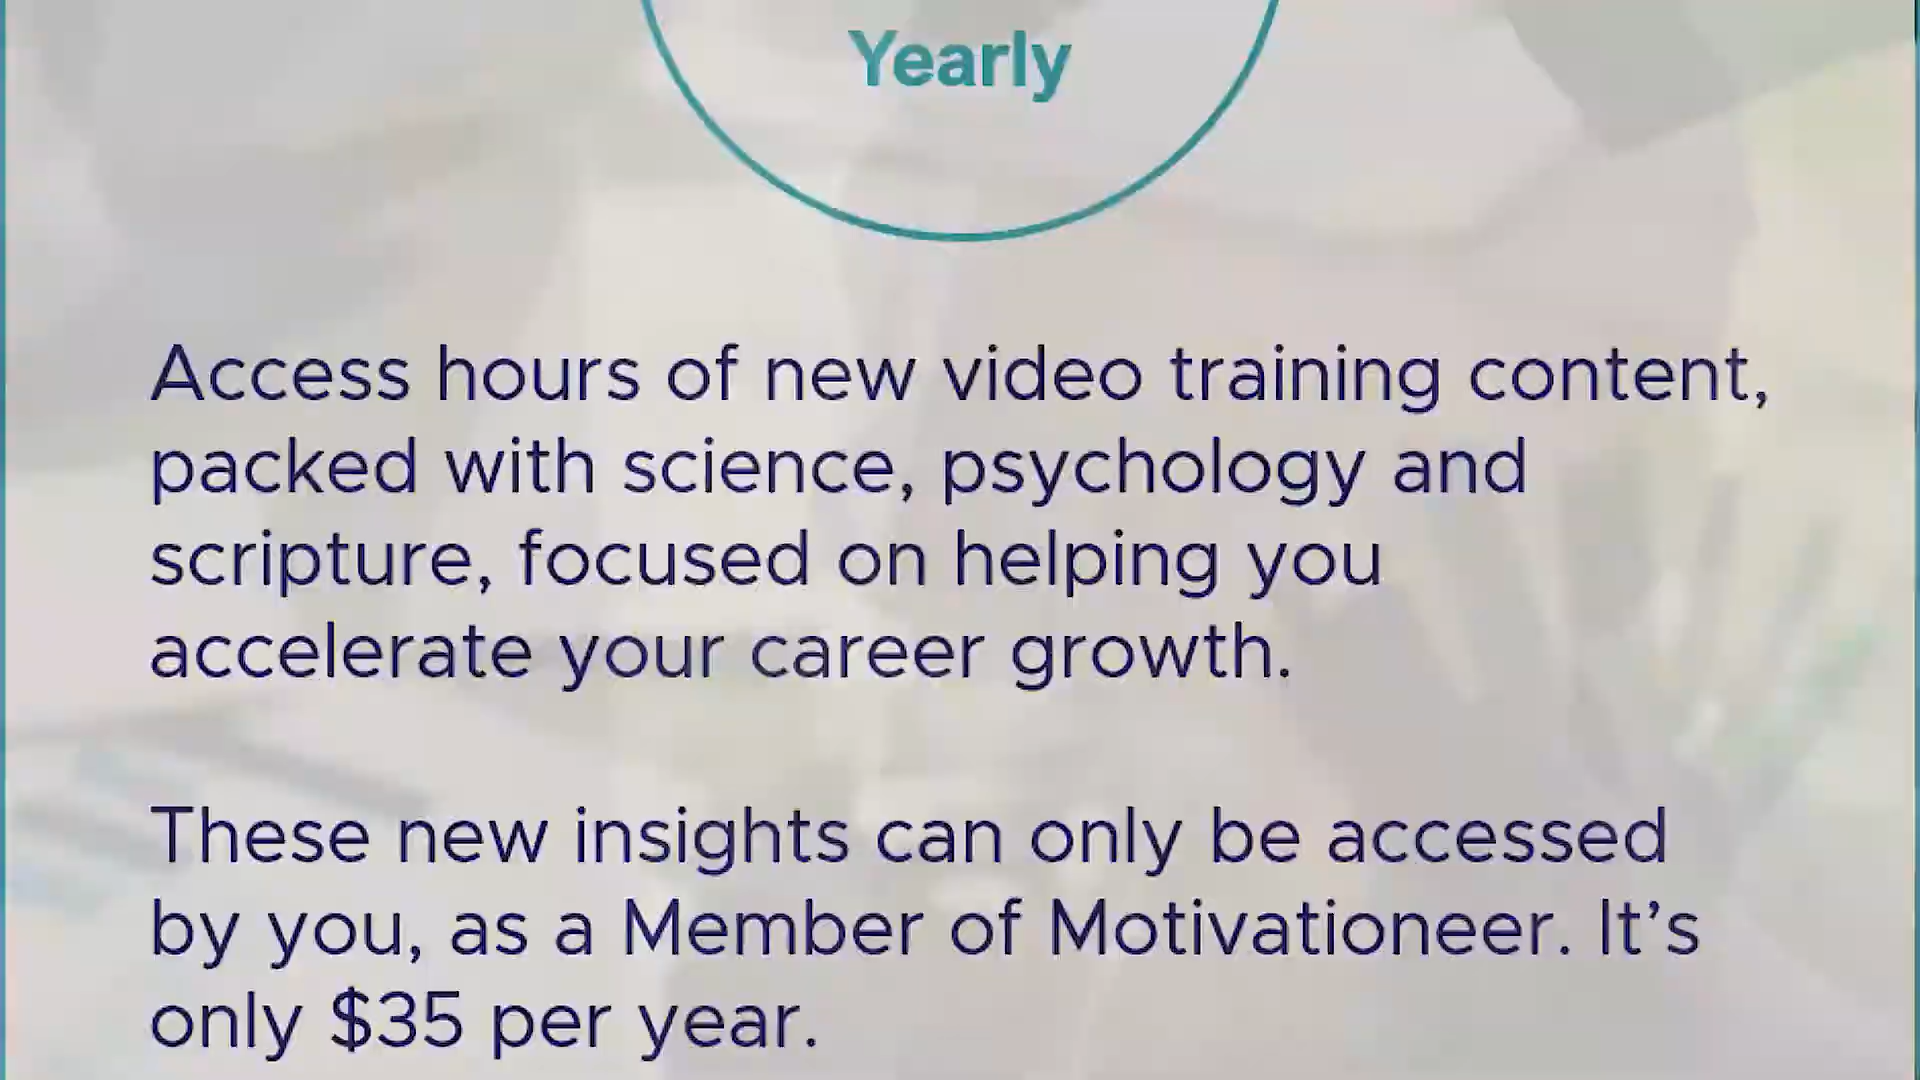 Yearly
Access hours of new video training content,
packed with science, psychology and
scripture, focused on helping you
accelerate your career growth.
These new insights can only be accessed
by you, as a Member of Motivationeer. It’s
only $35 per year.